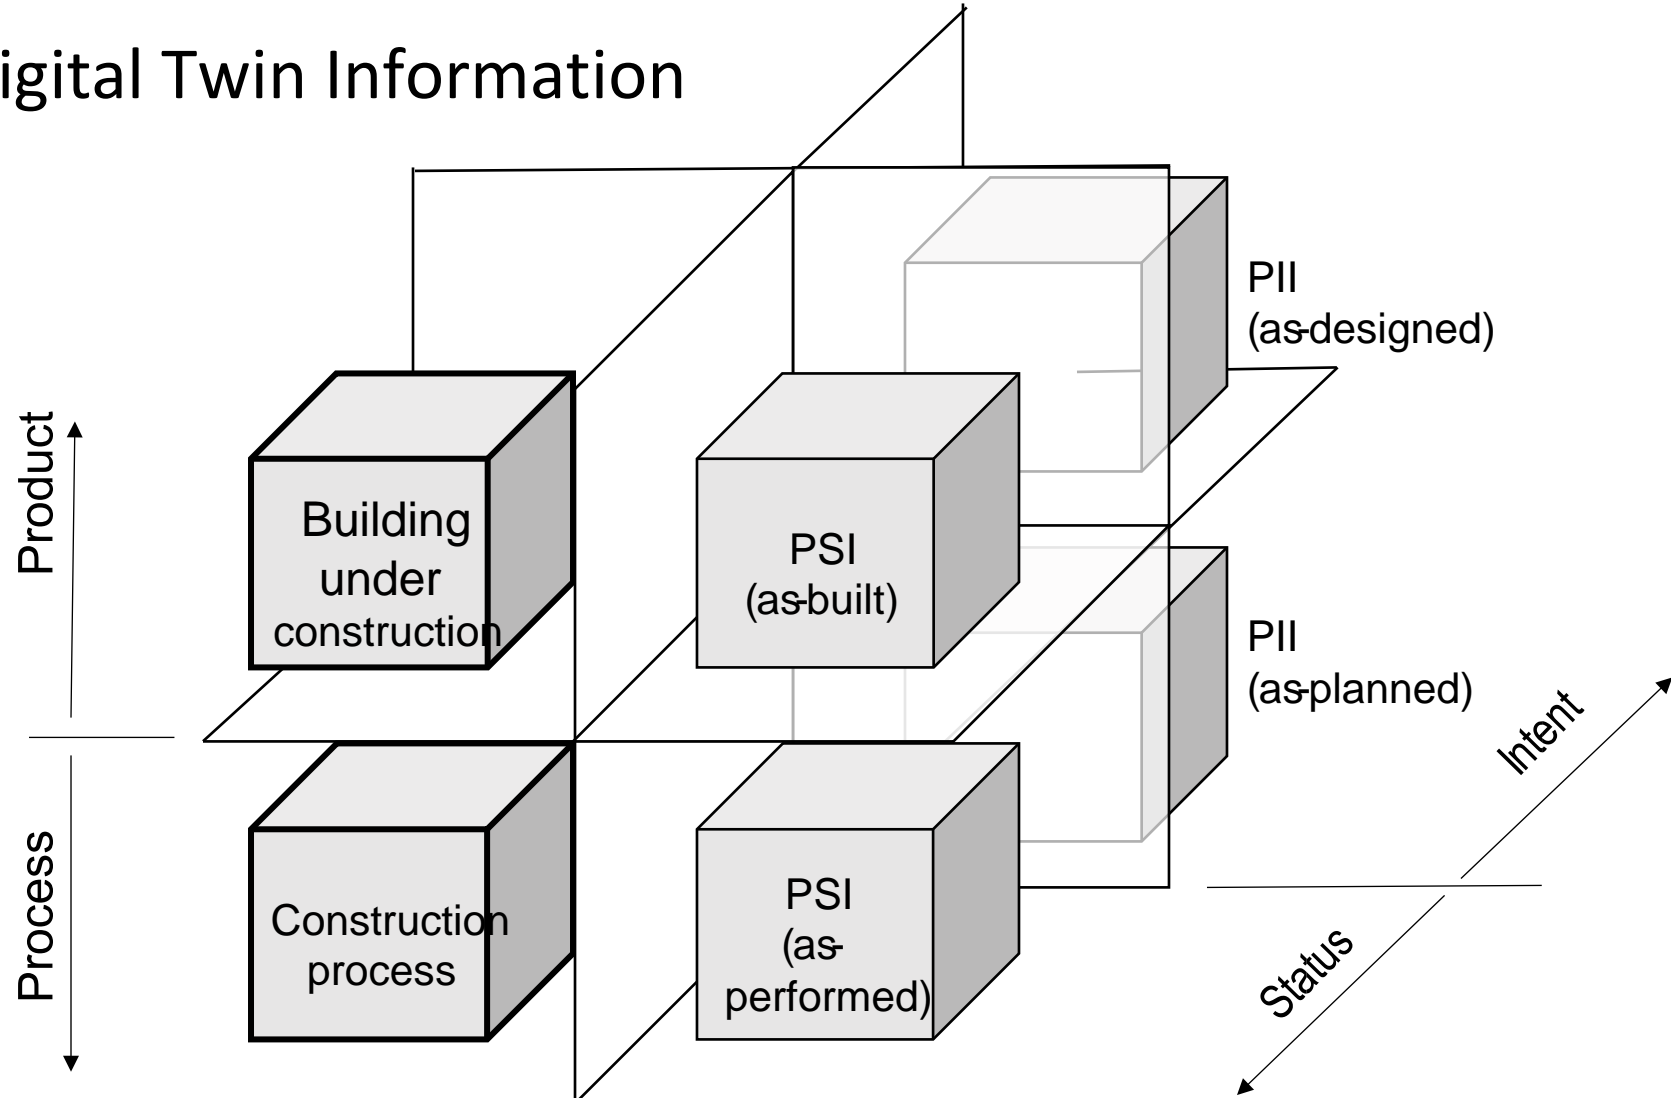 igital Twin Information
PII
(as-designed)
Product
Building
under
construction
PSI
(as-built)
PII
(as-planned)
Intent
Process
Construction
process
PSI
(as-
performed)
Status